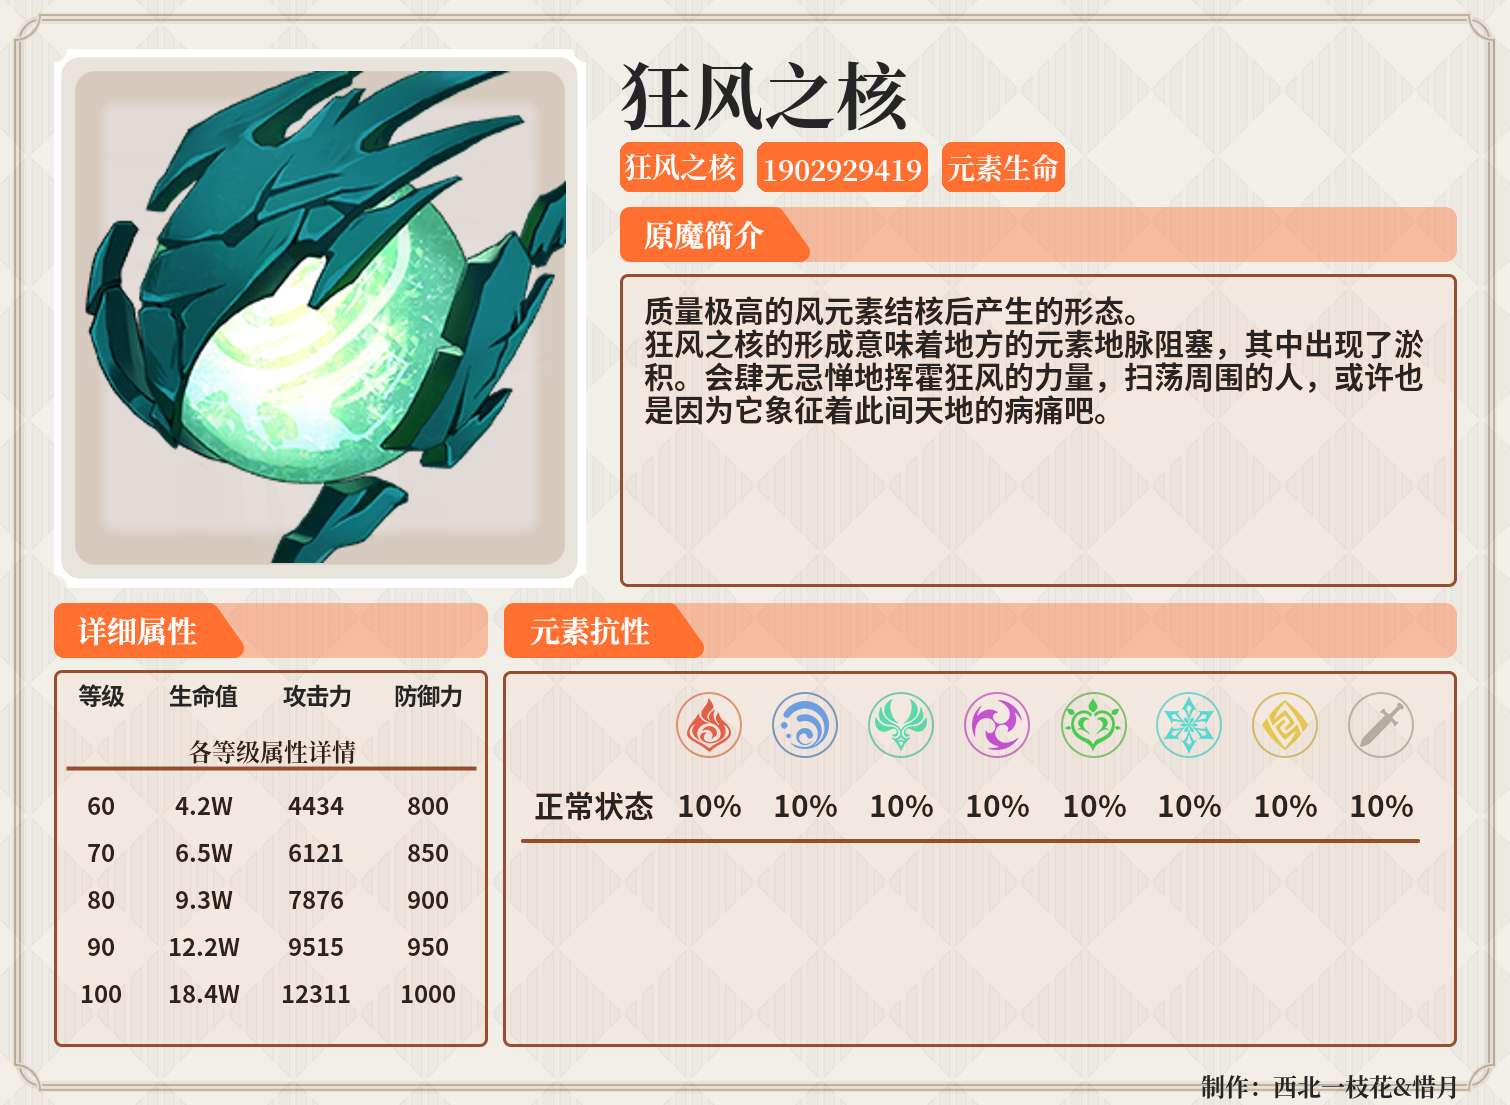 狂风之核
狂风之核 1902929419 元素生命
原魔简介
质量极高的风元素结核后产生的形态。
狂风之核的形成意味着地方的元素地脉阻塞，其中出现了淤
积。会肆无忌惮地挥霍狂风的力量，扫荡周围的人，或许也
是因为它象征着此间天地的病痛吧。
详细属性
等级 生命值 攻击力 防御力
各等级属性详情
60 4.2W 4434 800
70 6.5W 6121 850
80 9.3W 7876 900
90 12.2W 9515 950
100 18.4W 12311 1000
元素抗性
正常状态 10% 10% 10% 10% 10% 10% 10% 10%
制作：西北一枝花&惜月